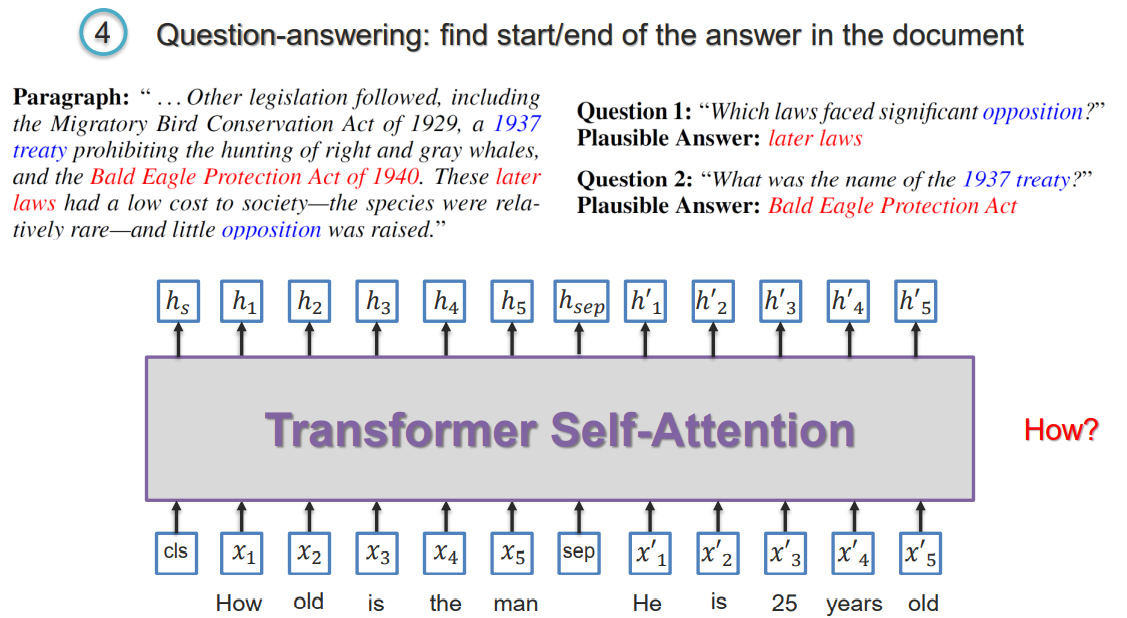 4 Question-answering: find start/end of the answer in the document
Paragraph: “ … Other legislation followed, including
the Migratory Bird Conservation Act of 1929, a 1937
treaty prohibiting the hunting of right and gray whales,
and the Bald Eagle Protection Act of 1940. These later
laws had a low cost to society—the species were rela-
tively rare—and little opposition was raised.”
Question 1: “Which laws faced significant opposition?”
Plausible Answer: later laws
Question 2: “What was the name of the 1937 treaty?”
Plausible Answer: Bald Eagle Protection Act
h_s h_1 h_2 h_3 h_4 h_5 h_sep h'_1 h'_2 h'_3 h'_4 h'_5
Transformer Self-Attention
How?
cls x_1 x_2 x_3 x_4 x_5 sep x'_1 x'_2 x'_3 x'_4 x'_5
How old is the man He is 25 years old